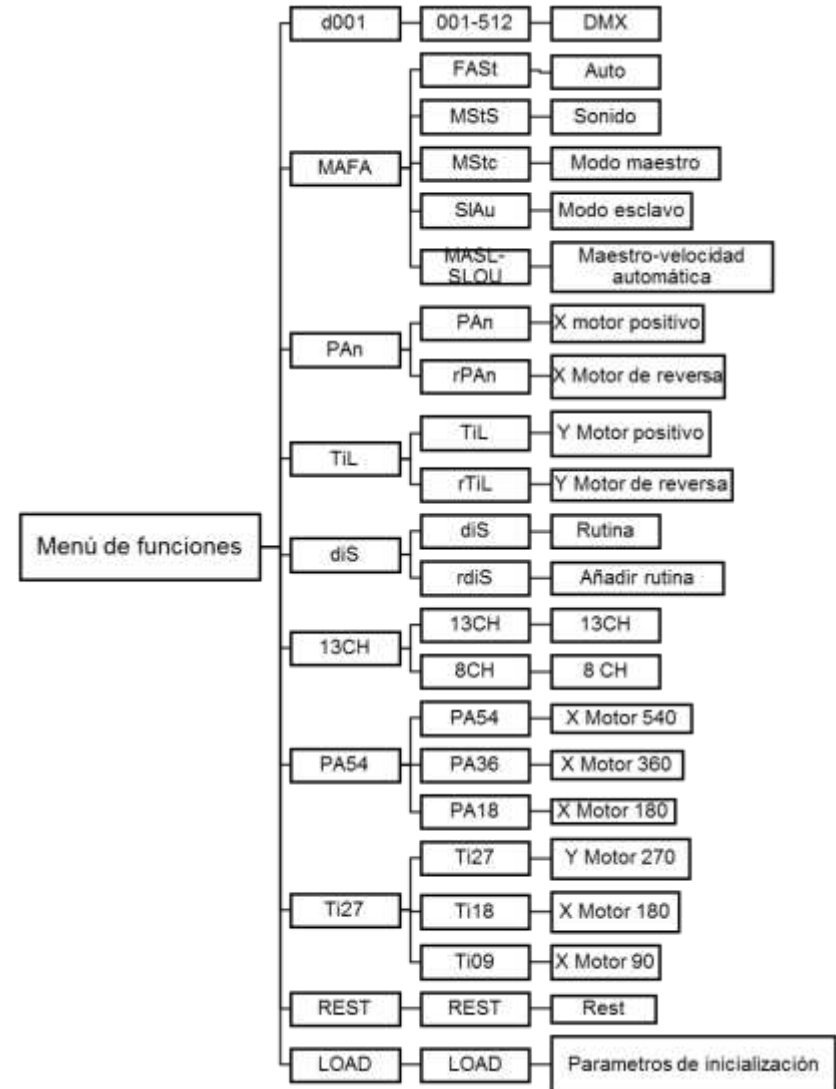 d001
001-512
DMX
FASt
Auto
MStS
Sonido
MAFA
MStc
Modo maestro
SlAu
Modo esclavo
MASL-
SLOU
Maestro-velocidad
automática
PAn
PAn
X motor positivo
rPAn
X Motor de reversa
TiL
TiL
Y Motor positivo
rTiL
Y Motor de reversa
Menú de funciones
diS
diS
Rutina
rdiS
Añadir rutina
13CH
13CH
13CH
8CH
8 CH
PA54
PA54
X Motor 540
PA36
X Motor 360
PA18
X Motor 180
Ti27
Ti27
Y Motor 270
Ti18
X Motor 180
Ti09
X Motor 90
REST
REST
Rest
LOAD
LOAD
Parametros de inicialización